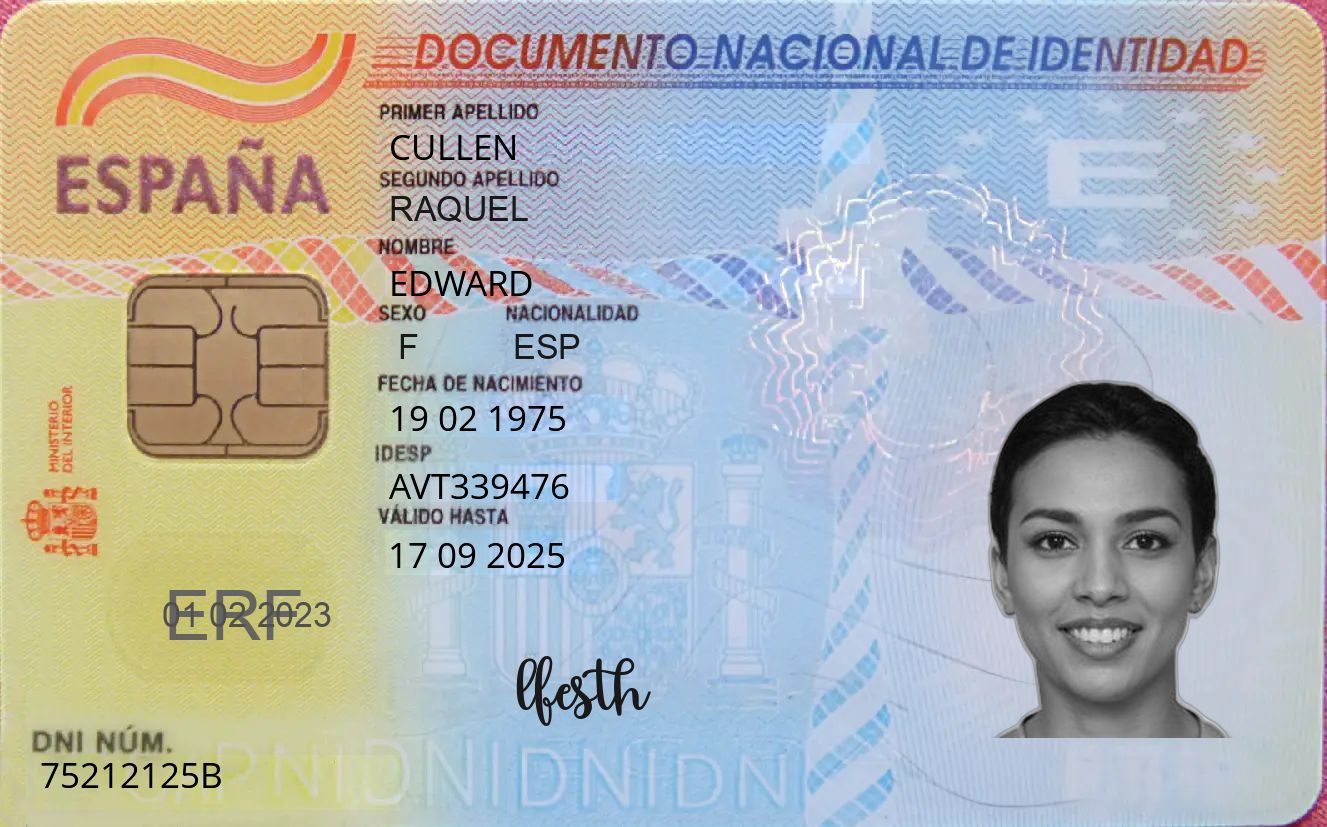 DOCUMENTO NACIONAL DE IDENTIDAD
ESPAÑA
PRIMER APELLIDO
CULLEN
SEGUNDO APELLIDO
RAQUEL
NOMBRE
EDWARD
SEXO NACIONALIDAD
F ESP
FECHA DE NACIMIENTO
19 02 1975
IDESP
AVT339476
VÁLIDO HASTA
17 09 2025
MINISTERIO
DEL INTERIOR
E
ERF
01 02 2023
lfesth
DNI NÚM.
75212125B
DNIDNIDNI